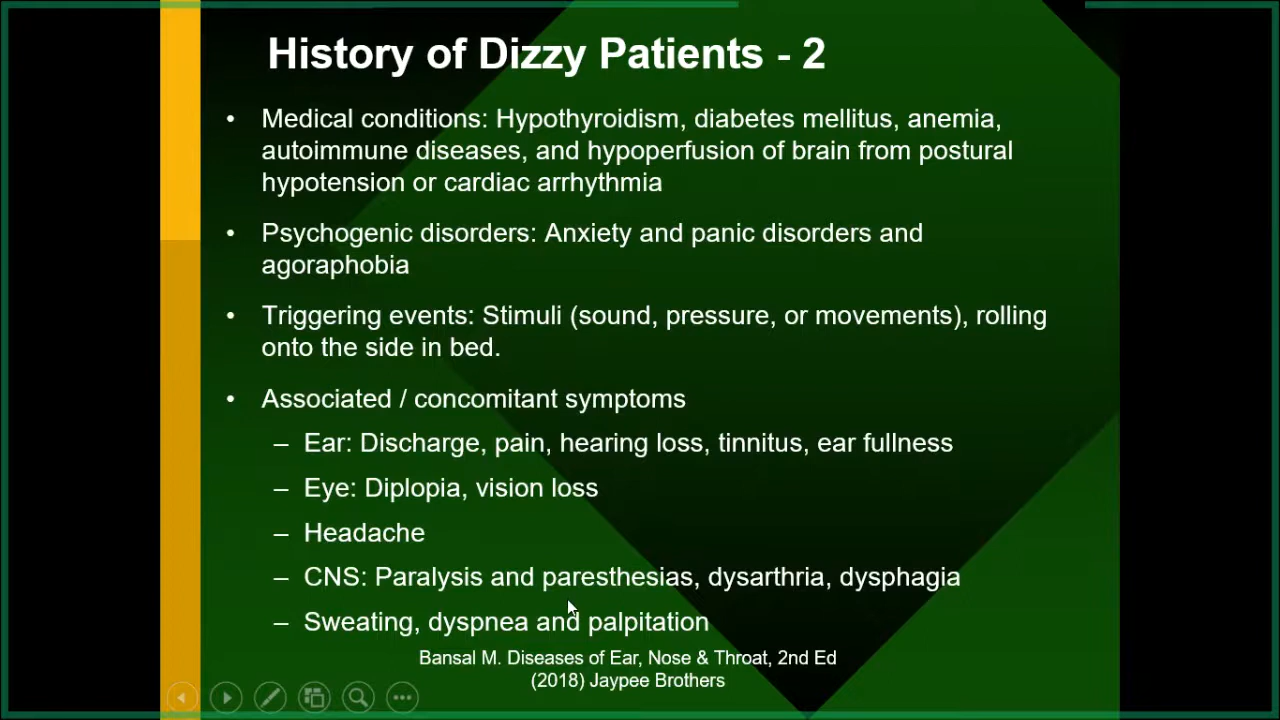 History of Dizzy Patients - 2
• Medical conditions: Hypothyroidism, diabetes mellitus, anemia,
autoimmune diseases, and hypoperfusion of brain from postural
hypotension or cardiac arrhythmia
• Psychogenic disorders: Anxiety and panic disorders and
agoraphobia
• Triggering events: Stimuli (sound, pressure, or movements), rolling
onto the side in bed.
• Associated / concomitant symptoms
– Ear: Discharge, pain, hearing loss, tinnitus, ear fullness
– Eye: Diplopia, vision loss
– Headache
– CNS: Paralysis and paresthesias, dysarthria, dysphagia
– Sweating, dyspnea and palpitation
Bansal M. Diseases of Ear, Nose & Throat, 2nd Ed
(2018) Jaypee Brothers